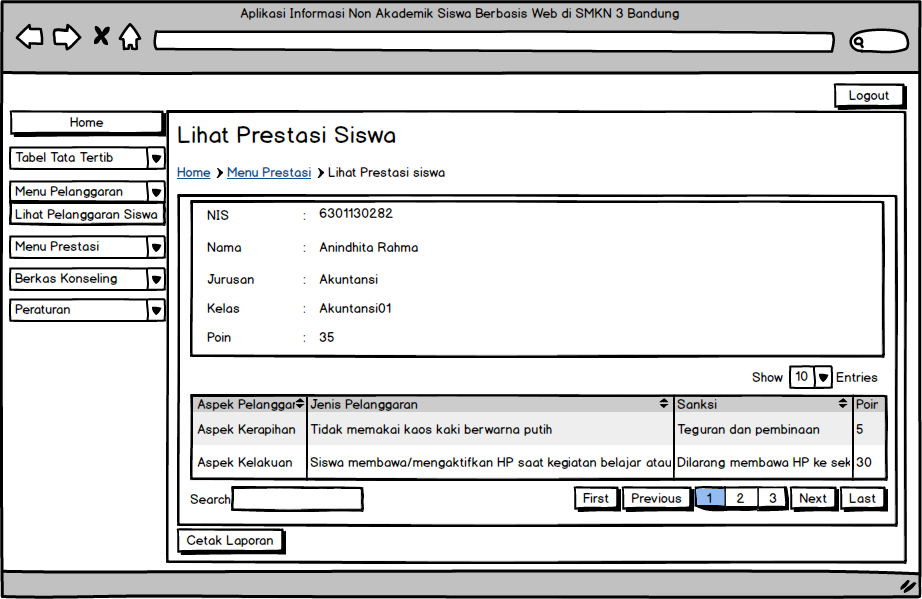 Aplikasi Informasi Non Akademik Siswa Berbasis Web di SMKN 3 Bandung
Logout
Home
Tabel Tata Tertib
Menu Pelanggaran
Lihat Pelanggaran Siswa
Menu Prestasi
Berkas Konseling
Peraturan
Lihat Prestasi Siswa
Home Menu Prestasi Lihat Prestasi siswa
NIS : 6301130282
Nama : Anindhita Rahma
Jurusan : Akuntansi
Kelas : Akuntansi01
Poin : 35
Show 10 Entries
Aspek Pelanggar Jenis Pelanggaran Sanksi Poir
Aspek Kerapihan Tidak memakai kaos kaki berwarna putih Teguran dan pembinaan 5
Aspek Kelakuan Siswa membawa/mengaktifkan HP saat kegiatan belajar atau Dilarang membawa HP ke sek 30
Search First Previous 1 2 3 Next Last
Cetak Laporan